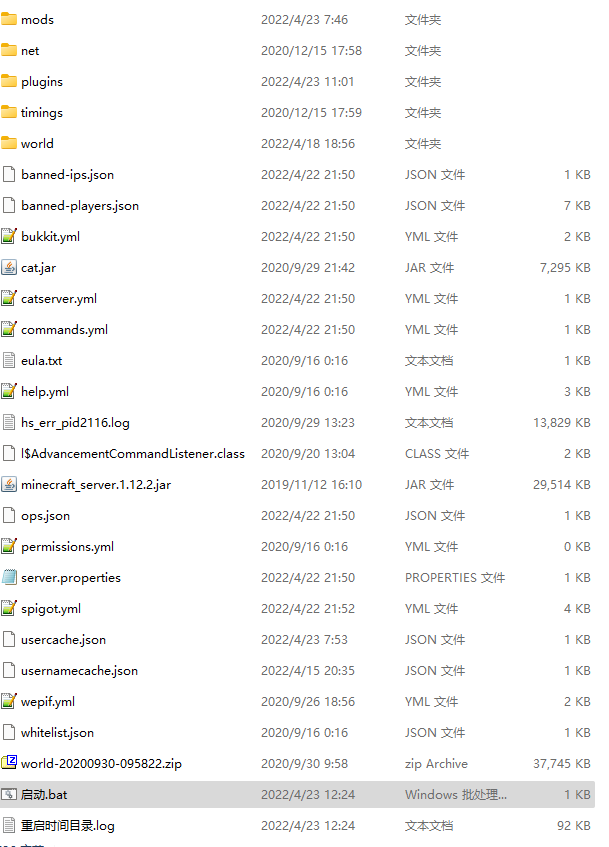 mods 2022/4/23 7:46 文件夹
net 2020/12/15 17:58 文件夹
plugins 2022/4/23 11:01 文件夹
timings 2020/12/15 17:59 文件夹
world 2022/4/18 18:56 文件夹
banned-ips.json 2022/4/22 21:50 JSON 文件 1 KB
banned-players.json 2022/4/22 21:50 JSON 文件 7 KB
bukkit.yml 2022/4/22 21:50 YML 文件 2 KB
cat.jar 2020/9/29 21:42 JAR 文件 7,295 KB
catserver.yml 2022/4/22 21:50 YML 文件 1 KB
commands.yml 2022/4/22 21:50 YML 文件 1 KB
eula.txt 2020/9/16 0:16 文本文档 1 KB
help.yml 2020/9/16 0:16 YML 文件 3 KB
hs_err_pid2116.log 2020/9/29 13:23 文本文档 13,829 KB
l$AdvancementCommandListener.class 2020/9/20 13:04 CLASS 文件 2 KB
minecraft_server.1.12.2.jar 2019/11/12 16:10 JAR 文件 29,514 KB
ops.json 2022/4/22 21:50 JSON 文件 1 KB
permissions.yml 2020/9/16 0:16 YML 文件 0 KB
server.properties 2022/4/22 21:50 PROPERTIES 文件 1 KB
spigot.yml 2022/4/22 21:52 YML 文件 4 KB
usercache.json 2022/4/23 7:53 JSON 文件 1 KB
usernamecache.json 2022/4/15 20:35 JSON 文件 1 KB
wepif.yml 2020/9/26 18:56 YML 文件 2 KB
whitelist.json 2020/9/16 0:16 JSON 文件 1 KB
world-20200930-095822.zip 2020/9/30 9:58 zip Archive 37,745 KB
启动.bat 2022/4/23 12:24 Windows 批处理... 1 KB
重启时间目录.log 2022/4/23 12:24 文本文档 92 KB